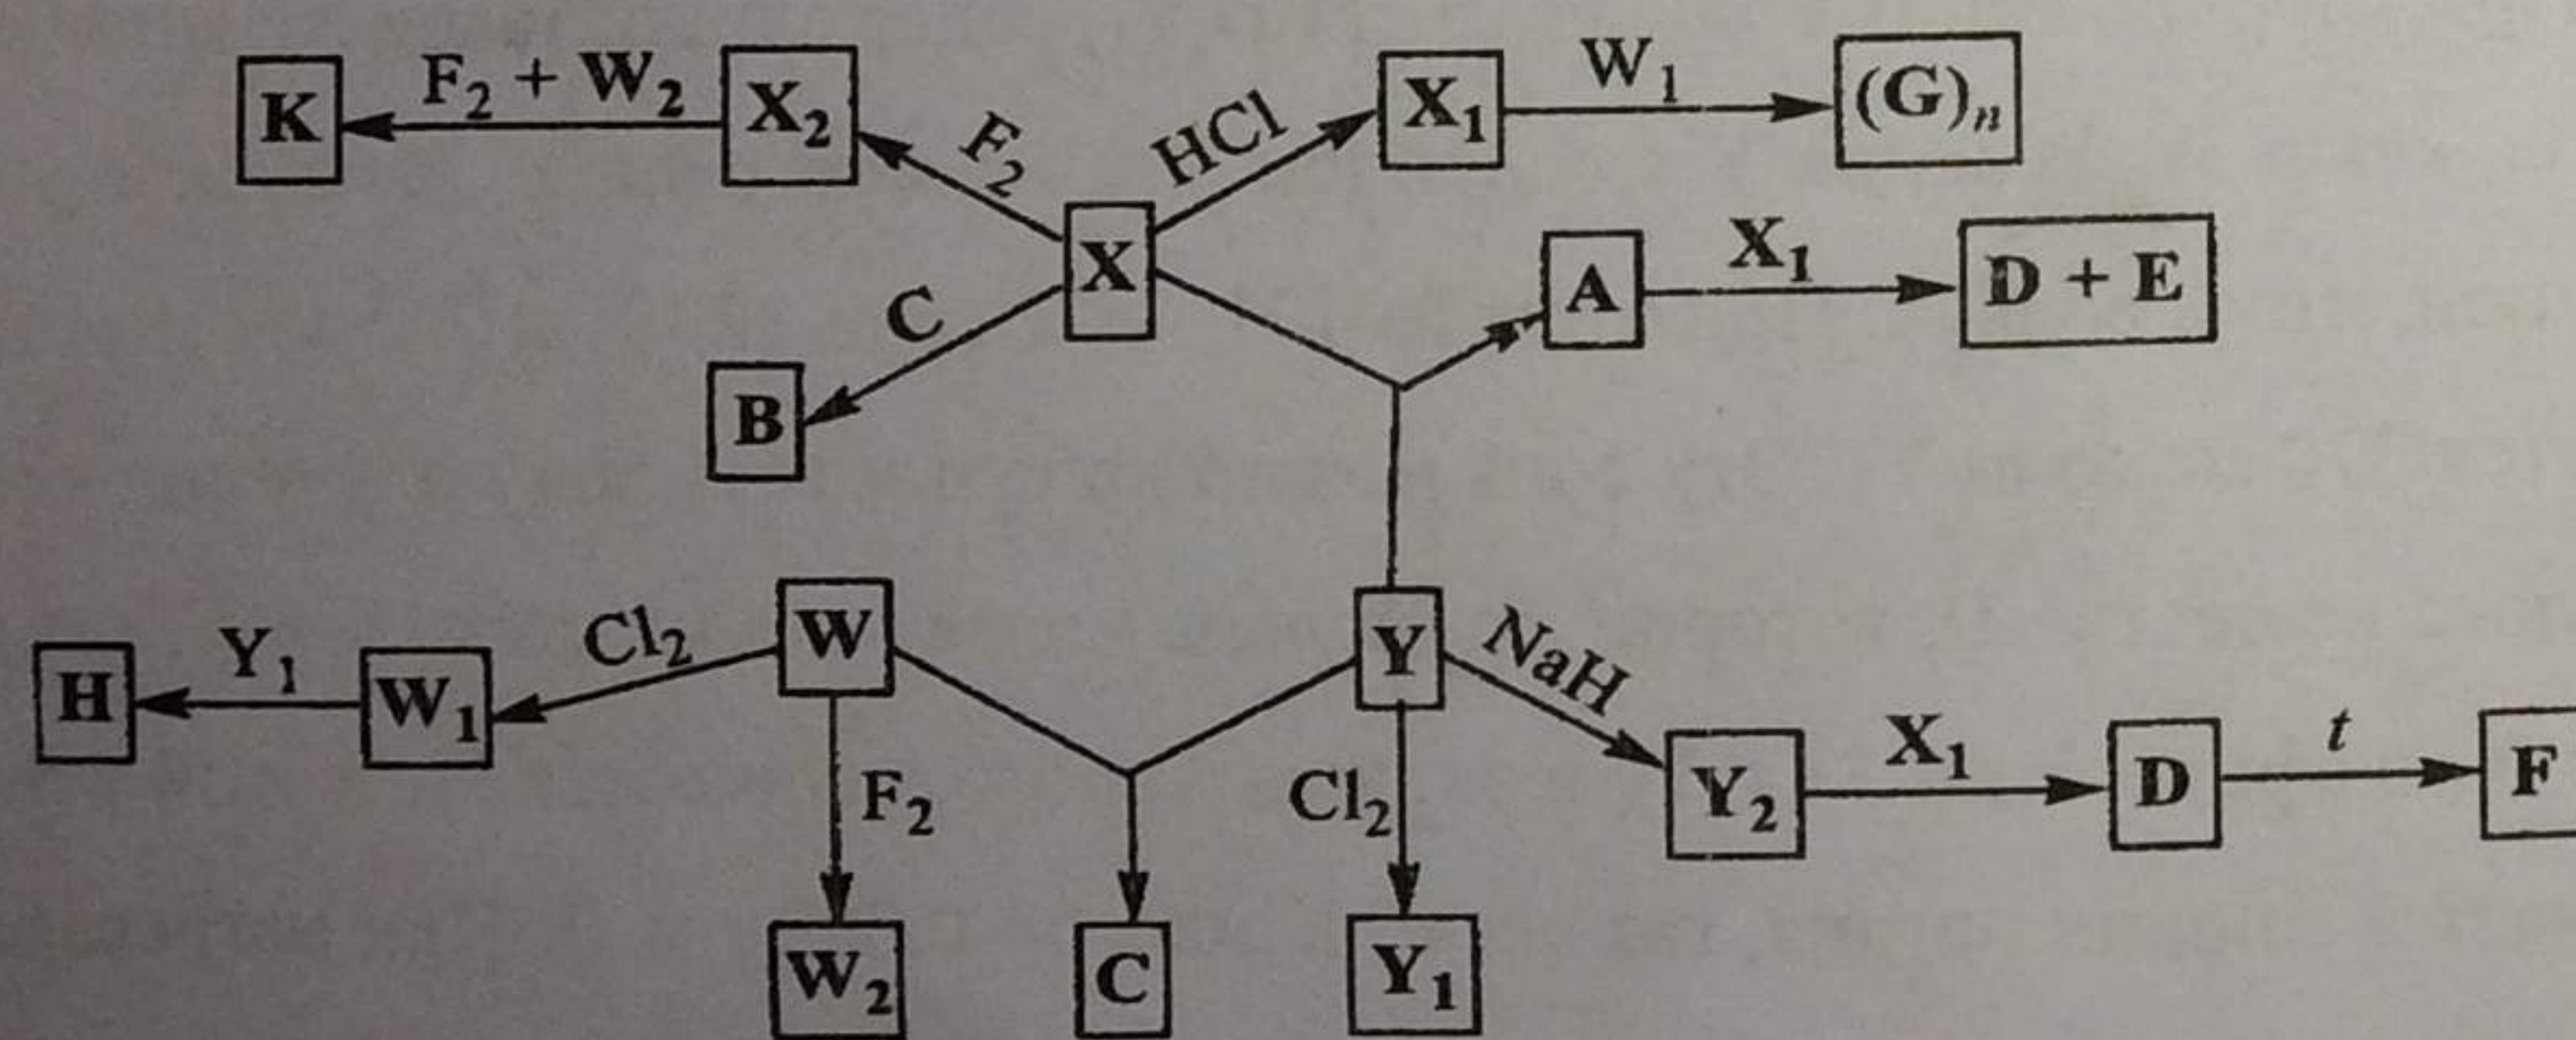 K
F₂ + W₂
X₂
F₂
HCl
X₁
W₁
(G)ₙ
X
C
B
A
X₁
D + E
H
Y₁
W₁
Cl₂
W
F₂
W₂
C
Y
Cl₂
Y₁
NaH
Y₂
X₁
D
t
F